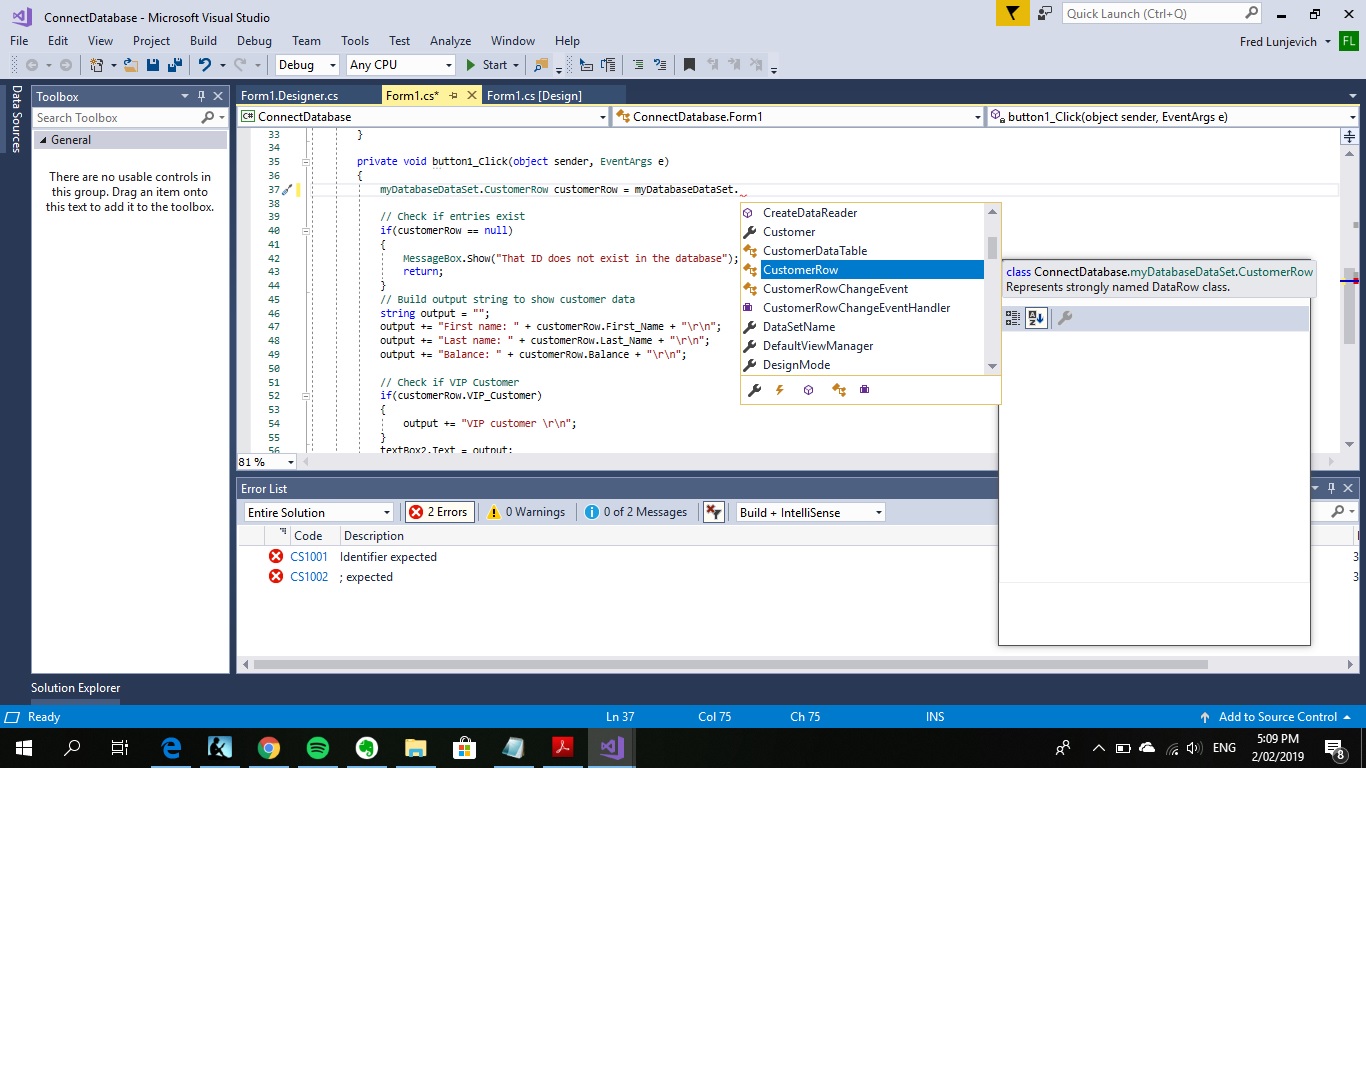 ConnectDatabase - Microsoft Visual Studio
Quick Launch (Ctrl+Q)
File Edit View Project Build Debug Team Tools Test Analyze Window Help
Fred Lunjevich FL
Debug Any CPU Start
Data Sources
Toolbox
Search Toolbox
General
There are no usable controls in
this group. Drag an item onto
this text to add it to the toolbox.
Form1.Designer.cs Form1.cs* Form1.cs [Design]
C# ConnectDatabase ConnectDatabase.Form1 button1_Click(object sender, EventArgs e)
33 }
34
35 private void button1_Click(object sender, EventArgs e)
36 {
37 myDatabaseDataSet.CustomerRow customerRow = myDatabaseDataSet.
38
39 // Check if entries exist
40 if(customerRow == null)
41 {
42 MessageBox.Show("That ID does not exist in the database");
43 return;
44 }
45 // Build output string to show customer data
46 string output = "";
47 output += "First name: " + customerRow.First_Name + "\r\n";
48 output += "Last name: " + customerRow.Last_Name + "\r\n";
49 output += "Balance: " + customerRow.Balance + "\r\n";
50
51 // Check if VIP Customer
52 if(customerRow.VIP_Customer)
53 {
54 output += "VIP customer \r\n";
55 }
56 textBox2.Text = output;
CreateDataReader
Customer
CustomerDataTable
CustomerRow
CustomerRowChangeEvent
CustomerRowChangeEventHandler
DataSetName
DefaultViewManager
DesignMode
class ConnectDatabase.myDatabaseDataSet.CustomerRow
Represents strongly named DataRow class.
81 %
Error List
Entire Solution 2 Errors 0 Warnings 0 of 2 Messages Build + IntelliSense
Code Description
CS1001 Identifier expected 3
CS1002 ; expected 3
Solution Explorer
Ready Ln 37 Col 75 Ch 75 INS Add to Source Control
ENG 5:09 PM
2/02/2019 8